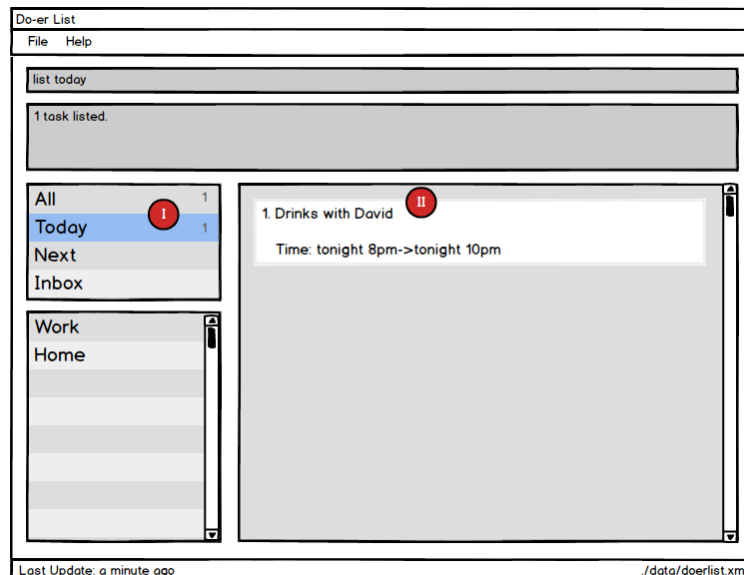 Do-er List
File Help
list today
1 task listed.
All 1
I
Today 1
Next
Inbox
Work
Home
II
1. Drinks with David
Time: tonight 8pm->tonight 10pm
Last Update: a minute ago ./data/doerlist.xm